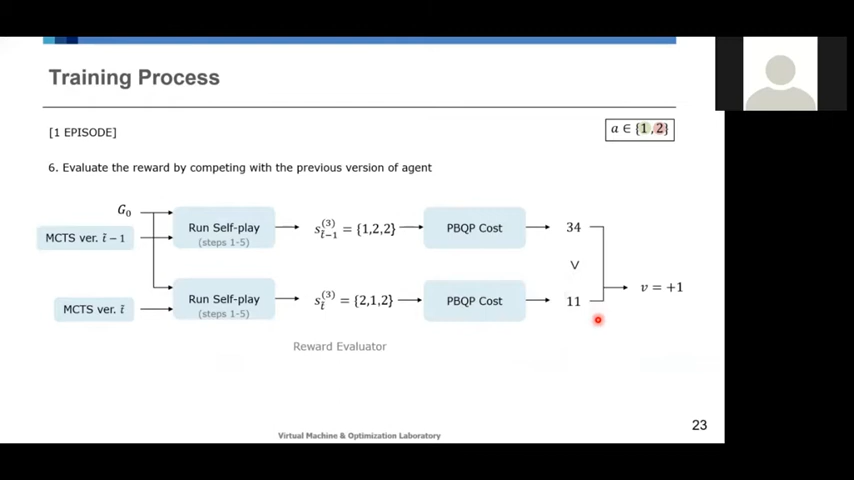 Training Process
[1 EPISODE]
a ∈ {1,2}
6. Evaluate the reward by competing with the previous version of agent
G₀
MCTS ver. t̃ − 1
Run Self-play
(steps 1-5)
s_{t̃−1}^{(3)} = {1,2,2}
PBQP Cost
34
∨
v = +1
MCTS ver. t̃
Run Self-play
(steps 1-5)
s_{t̃}^{(3)} = {2,1,2}
PBQP Cost
11
Reward Evaluator
Virtual Machine & Optimization Laboratory
23